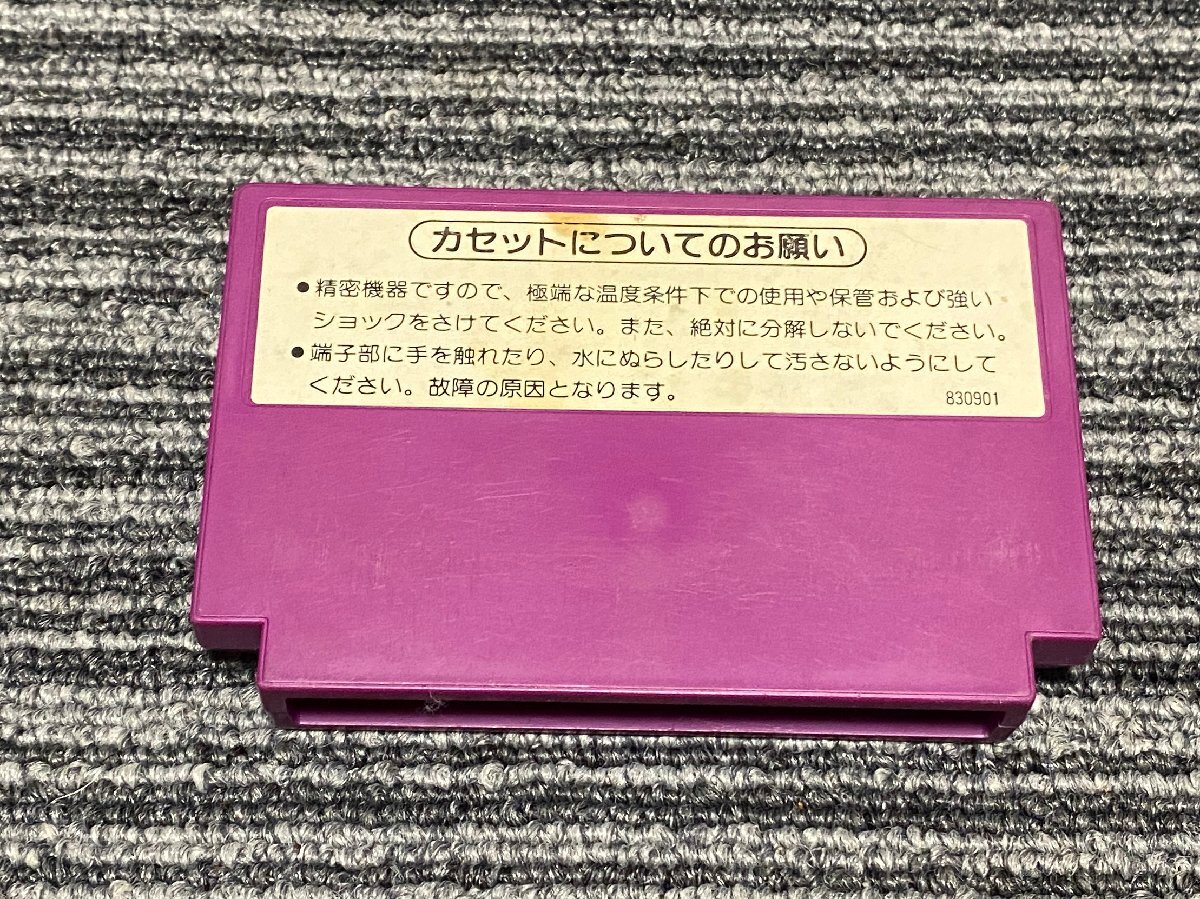 カセットについてのお願い
●精密機器ですので、極端な温度条件下での使用や保管および強い
ショックをさけてください。また、絶対に分解しないでください。
●端子部に手を触れたり、水にぬらしたりして汚さないようにして
ください。故障の原因となります。
830901